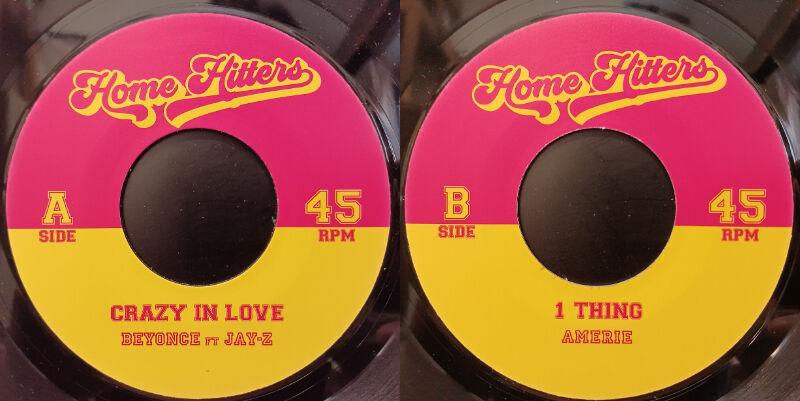 Home Hitters
A
SIDE
45
RPM
CRAZY IN LOVE
BEYONCE FT JAY-Z
Home Hitters
B
SIDE
45
RPM
1 THING
AMERIE